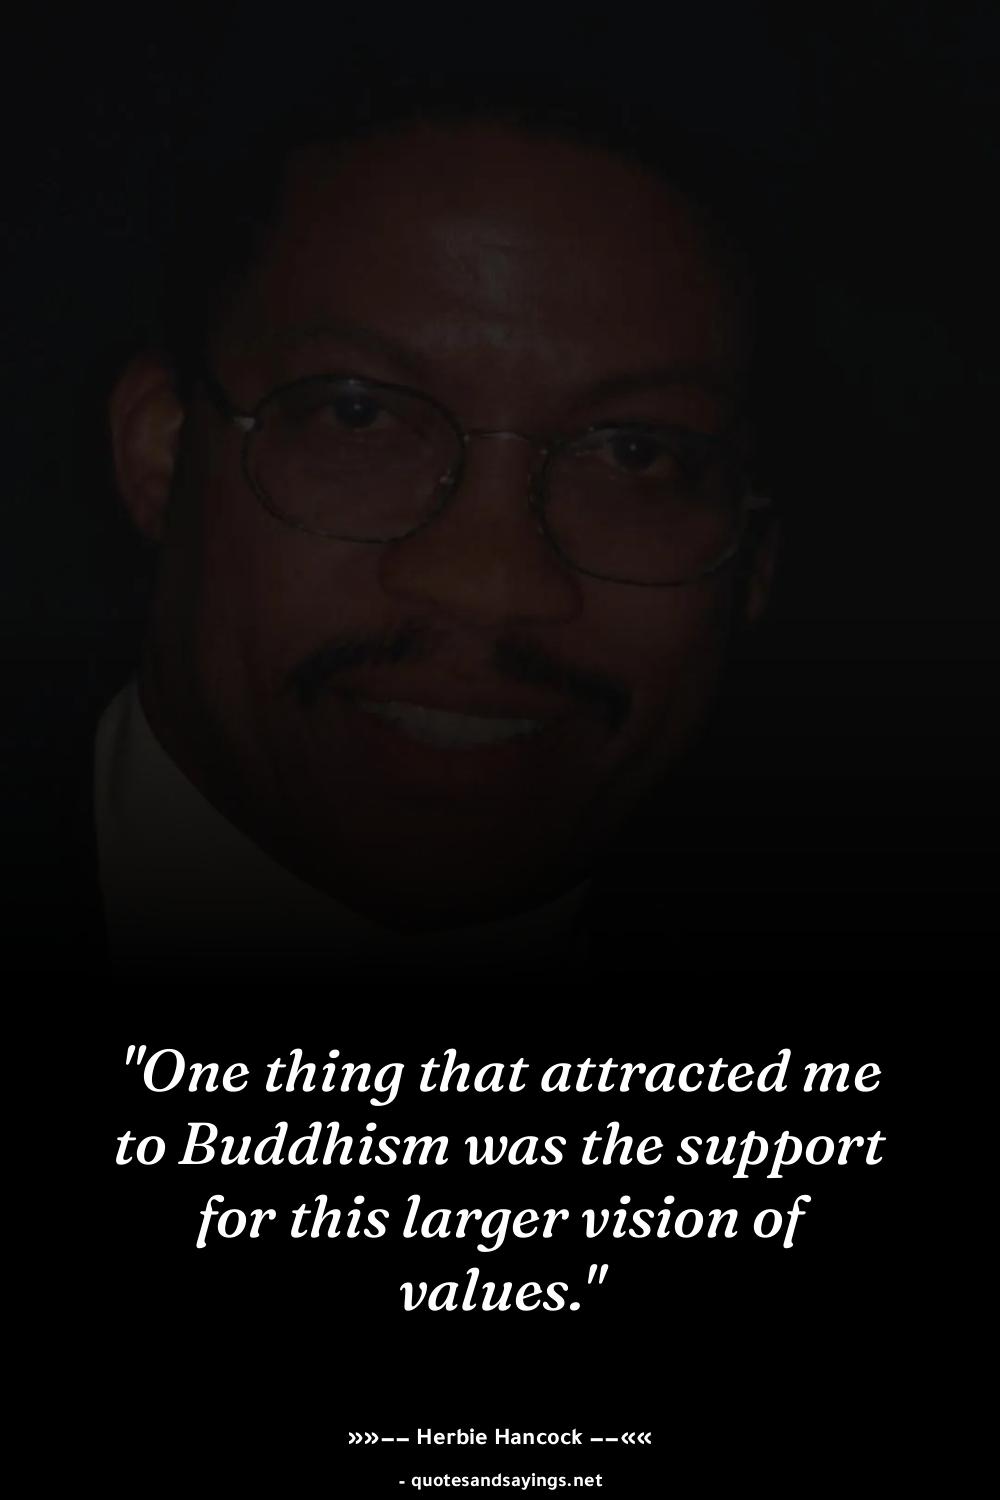 "One thing that attracted me
to Buddhism was the support
for this larger vision of
values."
»»−− Herbie Hancock −−««
- quotesandsayings.net